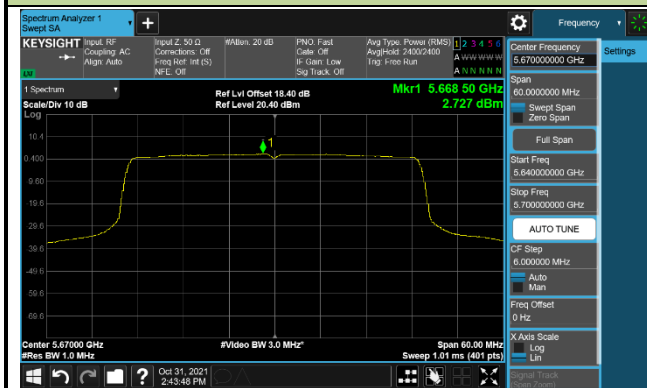 Spectrum Analyzer 1
Swept SA
Frequency
KEYSIGHT
Input: RF
Coupling: AC
Align: Auto
Input Z: 50 Ω
Corrections: Off
Freq Ref: Int (S)
NFE: Off
#Atten: 20 dB
PNO: Fast
Gate: Off
IF Gain: Low
Sig Track: Off
Avg Type: Power (RMS)
Avg|Hold: 2400/2400
Trig: Free Run
1 2 3 4 5 6
A W W W W W
A N N N N N
LXI
1 Spectrum
Scale/Div 10 dB
Log
Ref Lvl Offset 18.40 dB
Ref Level 20.40 dBm
Mkr1 5.668 50 GHz
2.727 dBm
10.4
0.400
-9.60
-19.6
-29.6
-39.6
-49.6
-59.6
-69.6
1
Center 5.67000 GHz
#Res BW 1.0 MHz
#Video BW 3.0 MHz*
Span 60.00 MHz
Sweep 1.01 ms (401 pts)
Center Frequency
5.670000000 GHz
Settings
Span
60.0000000 MHz
Swept Span
Zero Span
Full Span
Start Freq
5.640000000 GHz
Stop Freq
5.700000000 GHz
AUTO TUNE
CF Step
6.000000 MHz
Auto
Man
Freq Offset
0 Hz
X Axis Scale
Log
Lin
Signal Track
(Span Zoom)
?
Oct 31, 2021
2:43:48 PM